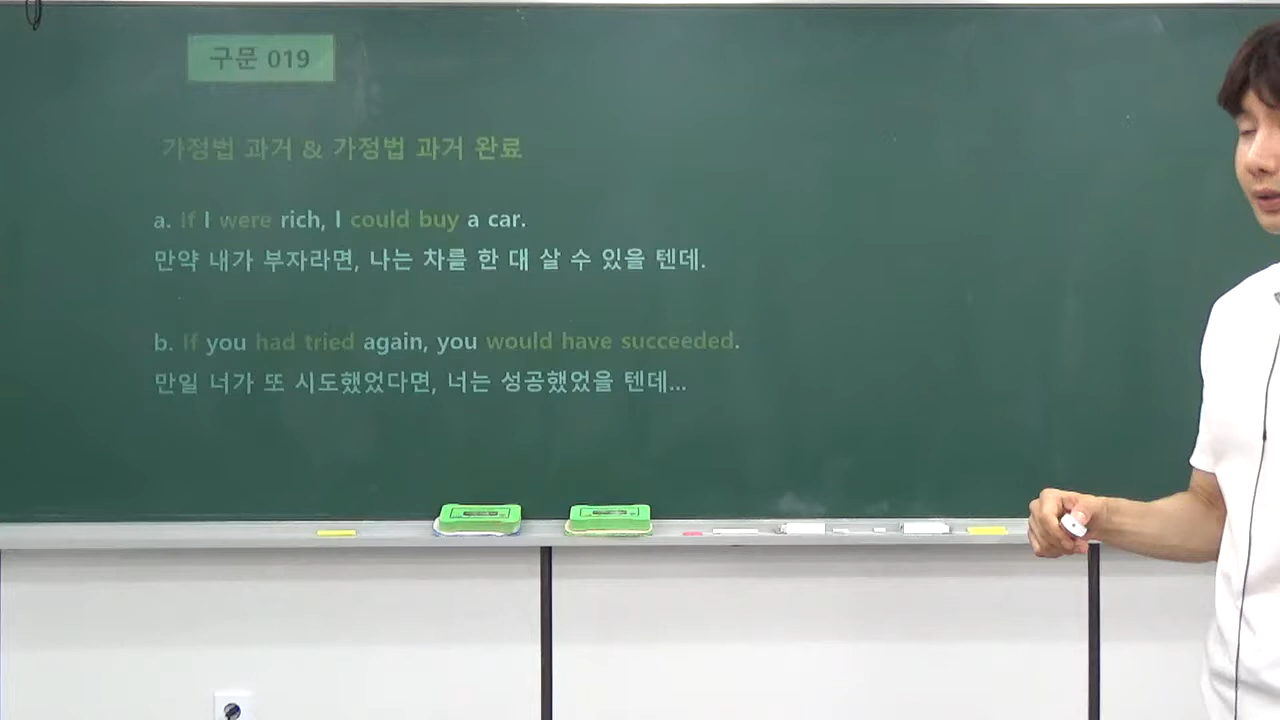 구문 019
가정법 과거 & 가정법 과거 완료
a. If I were rich, I could buy a car.
만약 내가 부자라면, 나는 차를 한 대 살 수 있을 텐데.
b. If you had tried again, you would have succeeded.
만일 너가 또 시도했었다면, 너는 성공했었을 텐데...